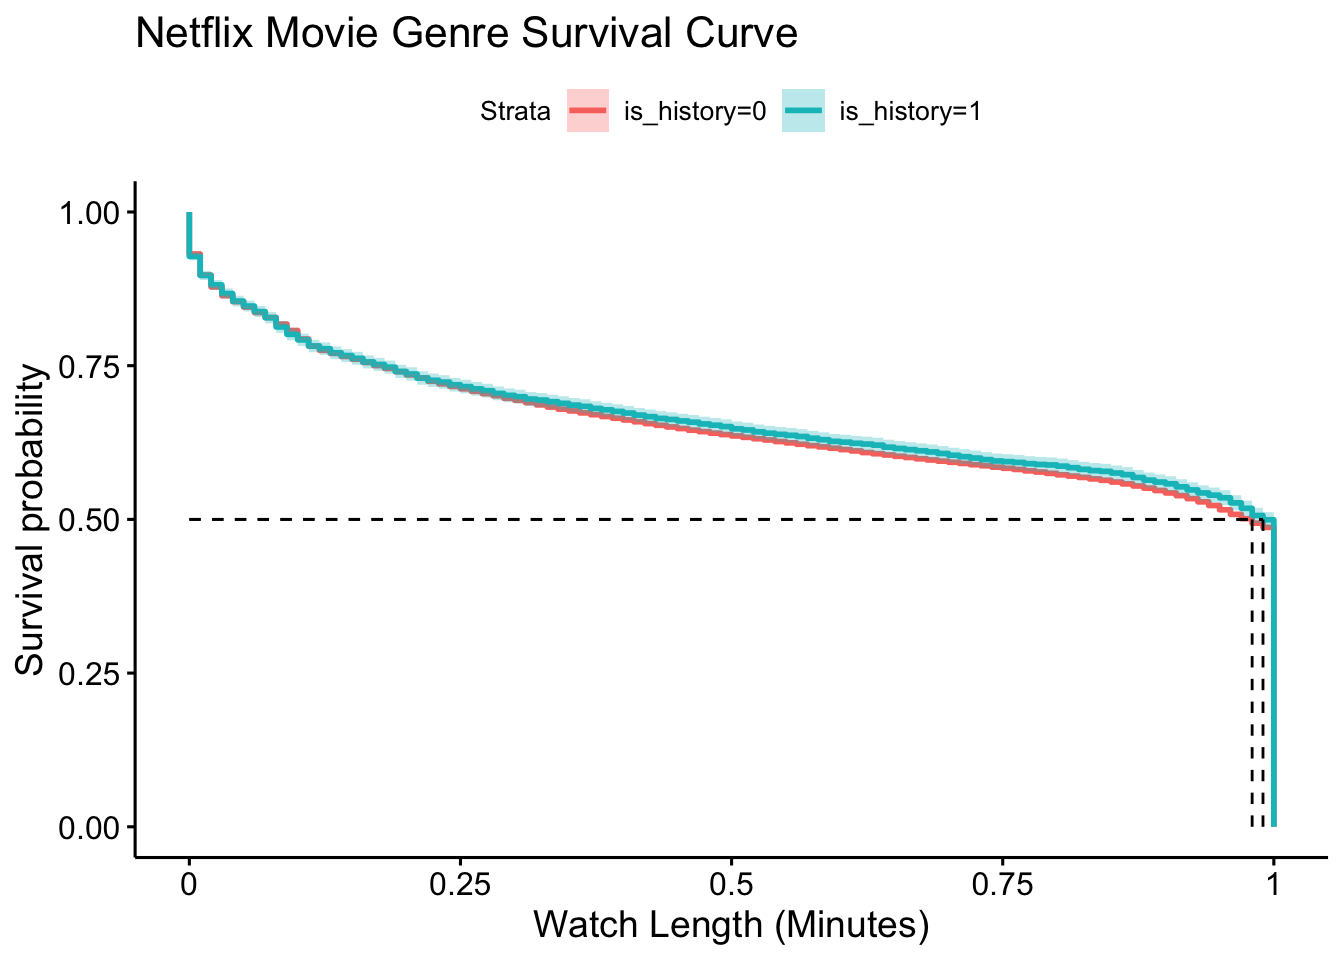 Netflix Movie Genre Survival Curve
Strata is_history=0 is_history=1
Survival probability
1.00
0.75
0.50
0.25
0.00
0 0.25 0.5 0.75 1
Watch Length (Minutes)